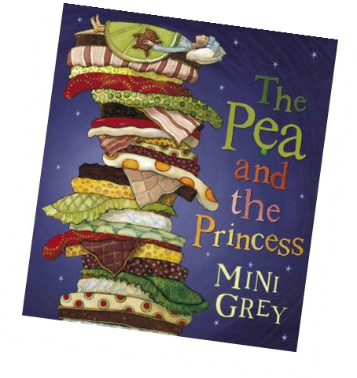 The
Pea
and
the
Princess
MINI
GREY